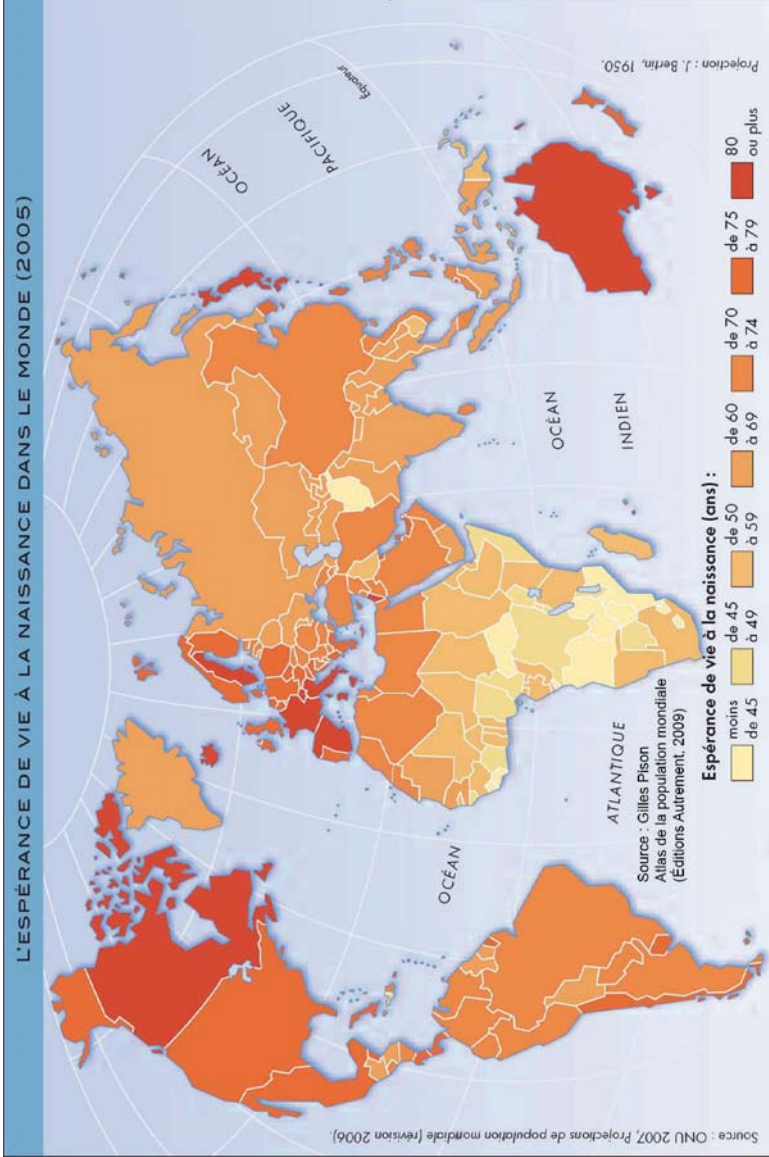 L'ESPÉRANCE DE VIE À LA NAISSANCE DANS LE MONDE (2005)
Équateur
OCÉAN
PACIFIQUE
OCÉAN
INDIEN
OCÉAN
ATLANTIQUE
Source : Gilles Pison
Atlas de la population mondiale
(Éditions Autrement, 2009)
Espérance de vie à la naissance (ans) :
moins
de 45
de 45
à 49
de 50
à 59
de 60
à 69
de 70
à 74
de 75
à 79
80
ou plus
Source : ONU 2007, Projections de population mondiale (révision 2006).
Projection : J. Bertin, 1950.